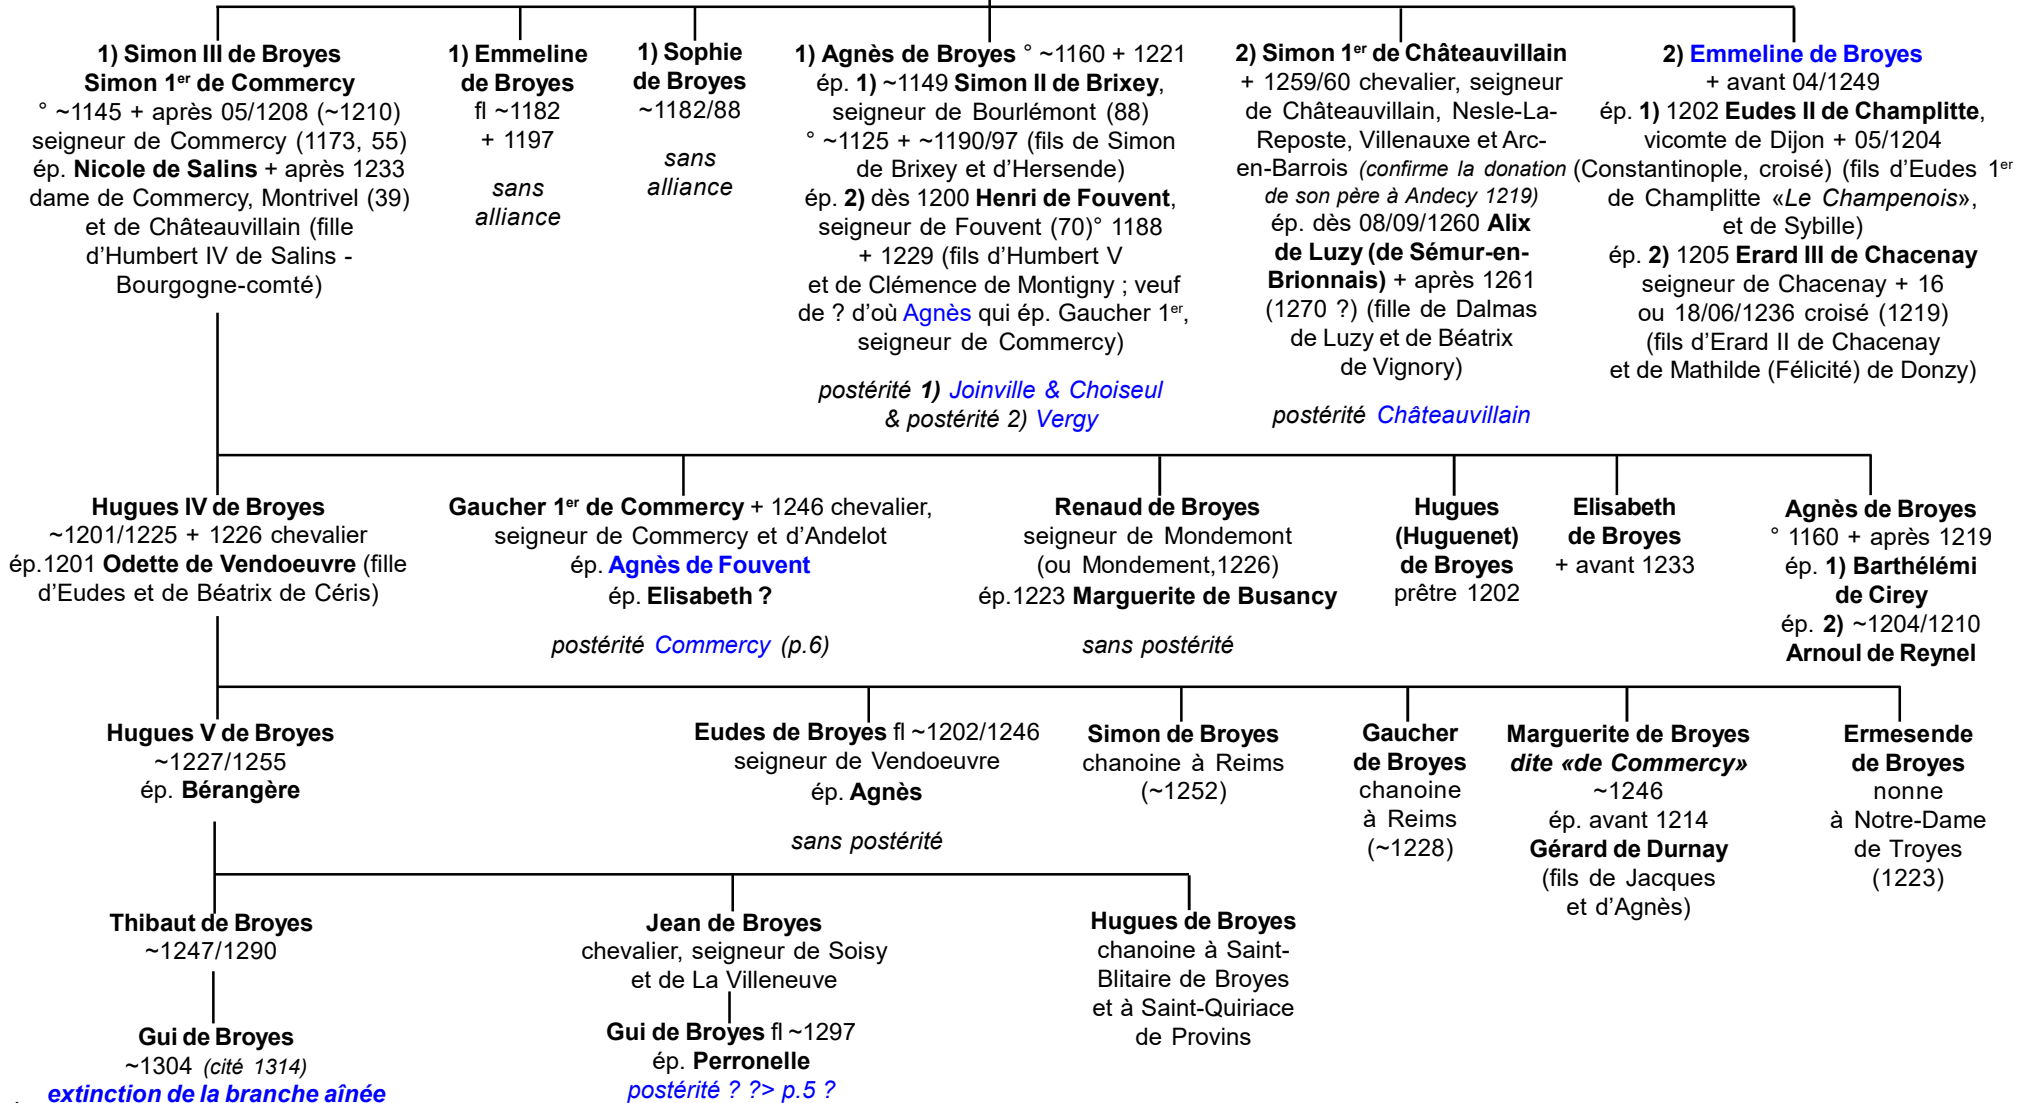 1) Simon III de Broyes
Simon 1er de Commercy
° ~1145 + après 05/1208 (~1210)
seigneur de Commercy (1173, 55)
ép. Nicole de Salins + après 1233
dame de Commercy, Montrivel (39)
et de Châteauvillain (fille
d'Humbert IV de Salins -
Bourgogne-comté)
1) Emmeline
de Broyes
fl ~1182
+ 1197
sans
alliance
1) Sophie
de Broyes
~1182/88
sans
alliance
1) Agnès de Broyes ° ~1160 + 1221
ép. 1) ~1149 Simon II de Brixey,
seigneur de Bourlémont (88)
° ~1125 + ~1190/97 (fils de Simon
de Brixey et d'Hersende)
ép. 2) dès 1200 Henri de Fouvent,
seigneur de Fouvent (70)° 1188
+ 1229 (fils d'Humbert V
et de Clémence de Montigny ; veuf
de ? d'où Agnès qui ép. Gaucher 1er,
seigneur de Commercy)
postérité 1) Joinville & Choiseul
& postérité 2) Vergy
2) Simon 1er de Châteauvillain
+ 1259/60 chevalier, seigneur
de Châteauvillain, Nesle-La-
Reposte, Villenauxe et Arc-
en-Barrois (confirme la donation
de son père à Andecy 1219)
ép. dès 08/09/1260 Alix
de Luzy (de Sémur-en-
Brionnais) + après 1261
(1270 ?) (fille de Dalmas
de Luzy et de Béatrix
de Vignory)
postérité Châteauvillain
2) Emmeline de Broyes
+ avant 04/1249
ép. 1) 1202 Eudes II de Champlitte,
vicomte de Dijon + 05/1204
(Constantinople, croisé) (fils d'Eudes 1er
de Champlitte «Le Champenois»,
et de Sybille)
ép. 2) 1205 Erard III de Chacenay
seigneur de Chacenay + 16
ou 18/06/1236 croisé (1219)
(fils d'Erard II de Chacenay
et de Mathilde (Félicité) de Donzy)
Hugues IV de Broyes
~1201/1225 + 1226 chevalier
ép.1201 Odette de Vendoeuvre (fille
d'Eudes et de Béatrix de Céris)
Gaucher 1er de Commercy + 1246 chevalier,
seigneur de Commercy et d'Andelot
ép. Agnès de Fouvent
ép. Elisabeth ?
postérité Commercy (p.6)
Renaud de Broyes
seigneur de Mondemont
(ou Mondement,1226)
ép.1223 Marguerite de Busancy
sans postérité
Hugues
(Huguenet)
de Broyes
prêtre 1202
Elisabeth
de Broyes
+ avant 1233
Agnès de Broyes
° 1160 + après 1219
ép. 1) Barthélémi
de Cirey
ép. 2) ~1204/1210
Arnoul de Reynel
Hugues V de Broyes
~1227/1255
ép. Bérangère
Eudes de Broyes fl ~1202/1246
seigneur de Vendoeuvre
ép. Agnès
sans postérité
Simon de Broyes
chanoine à Reims
(~1252)
Gaucher
de Broyes
chanoine
à Reims
(~1228)
Marguerite de Broyes
dite «de Commercy»
~1246
ép. avant 1214
Gérard de Durnay
(fils de Jacques
et d'Agnès)
Ermesende
de Broyes
nonne
à Notre-Dame
de Troyes
(1223)
Thibaut de Broyes
~1247/1290
Jean de Broyes
chevalier, seigneur de Soisy
et de La Villeneuve
Hugues de Broyes
chanoine à Saint-
Blitaire de Broyes
et à Saint-Quiriace
de Provins
Gui de Broyes
~1304 (cité 1314)
extinction de la branche aînée
Gui de Broyes fl ~1297
ép. Perronelle
postérité ? ?> p.5 ?